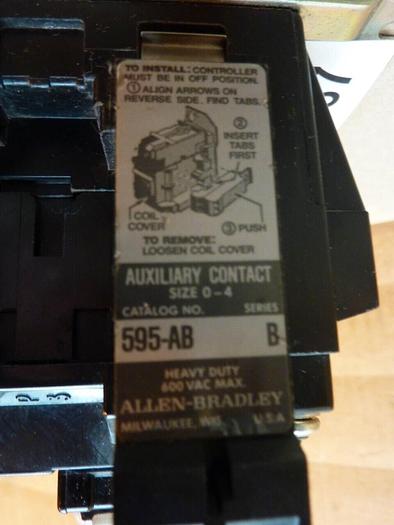 TO INSTALL: CONTROLLER
MUST BE IN OFF POSITION.
① ALIGN ARROWS ON
REVERSE SIDE. FIND TABS.
②
INSERT
TABS
FIRST
COIL
COVER
③ PUSH
TO REMOVE:
LOOSEN COIL COVER
AUXILIARY CONTACT
SIZE 0-4
CATALOG NO. SERIES
595-AB B
HEAVY DUTY
600 VAC MAX.
ALLEN-BRADLEY
MILWAUKEE, WIS. U.S.A